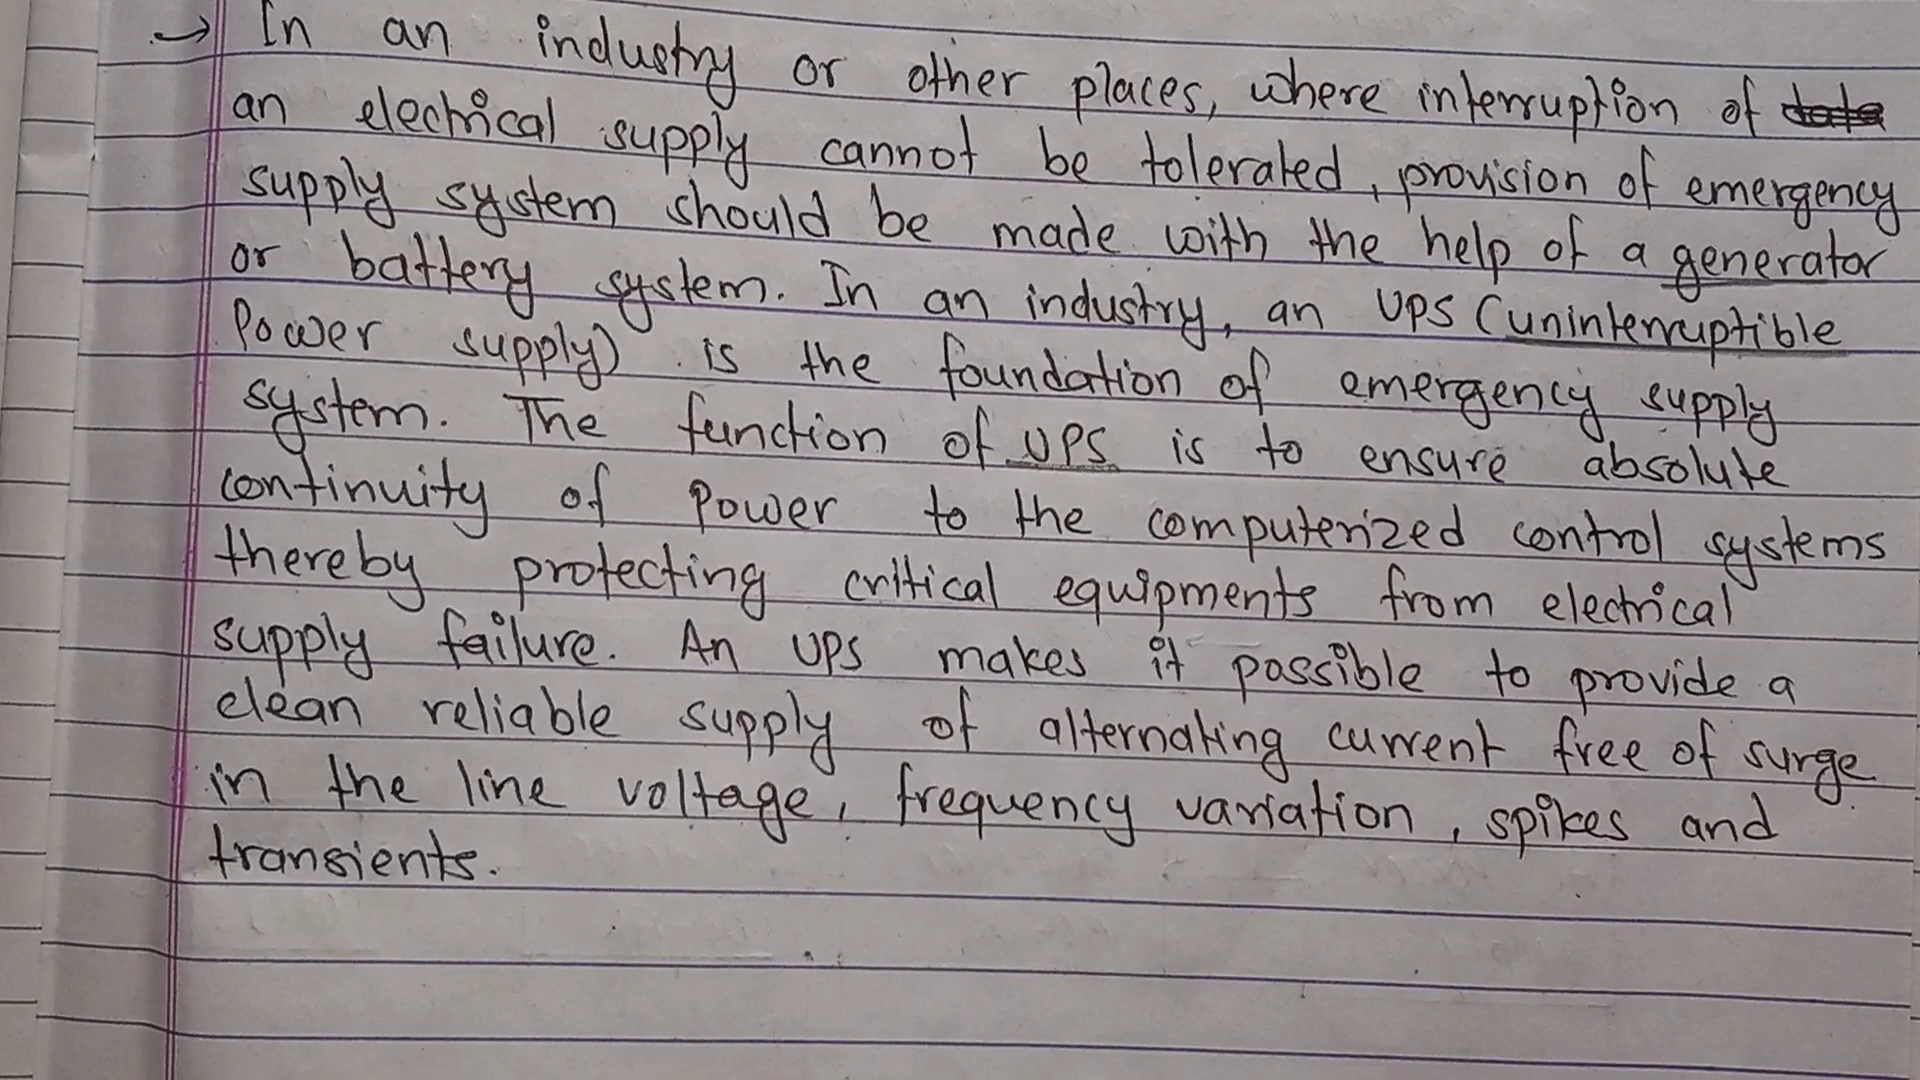 → In an industry or other places, where interruption of
an electrical supply cannot be tolerated, provision of emergency
supply system should be made with the help of a generator
or battery system. In an industry, an UPS (uninterruptible
Power supply) is the foundation of emergency supply
system. The function of UPS is to ensure absolute
continuity of Power to the computerized control systems
thereby protecting critical equipments from electrical
supply failure. An UPS makes it possible to provide a
clean reliable supply of alternating current free of surge
in the line voltage, frequency variation, spikes and
transients.